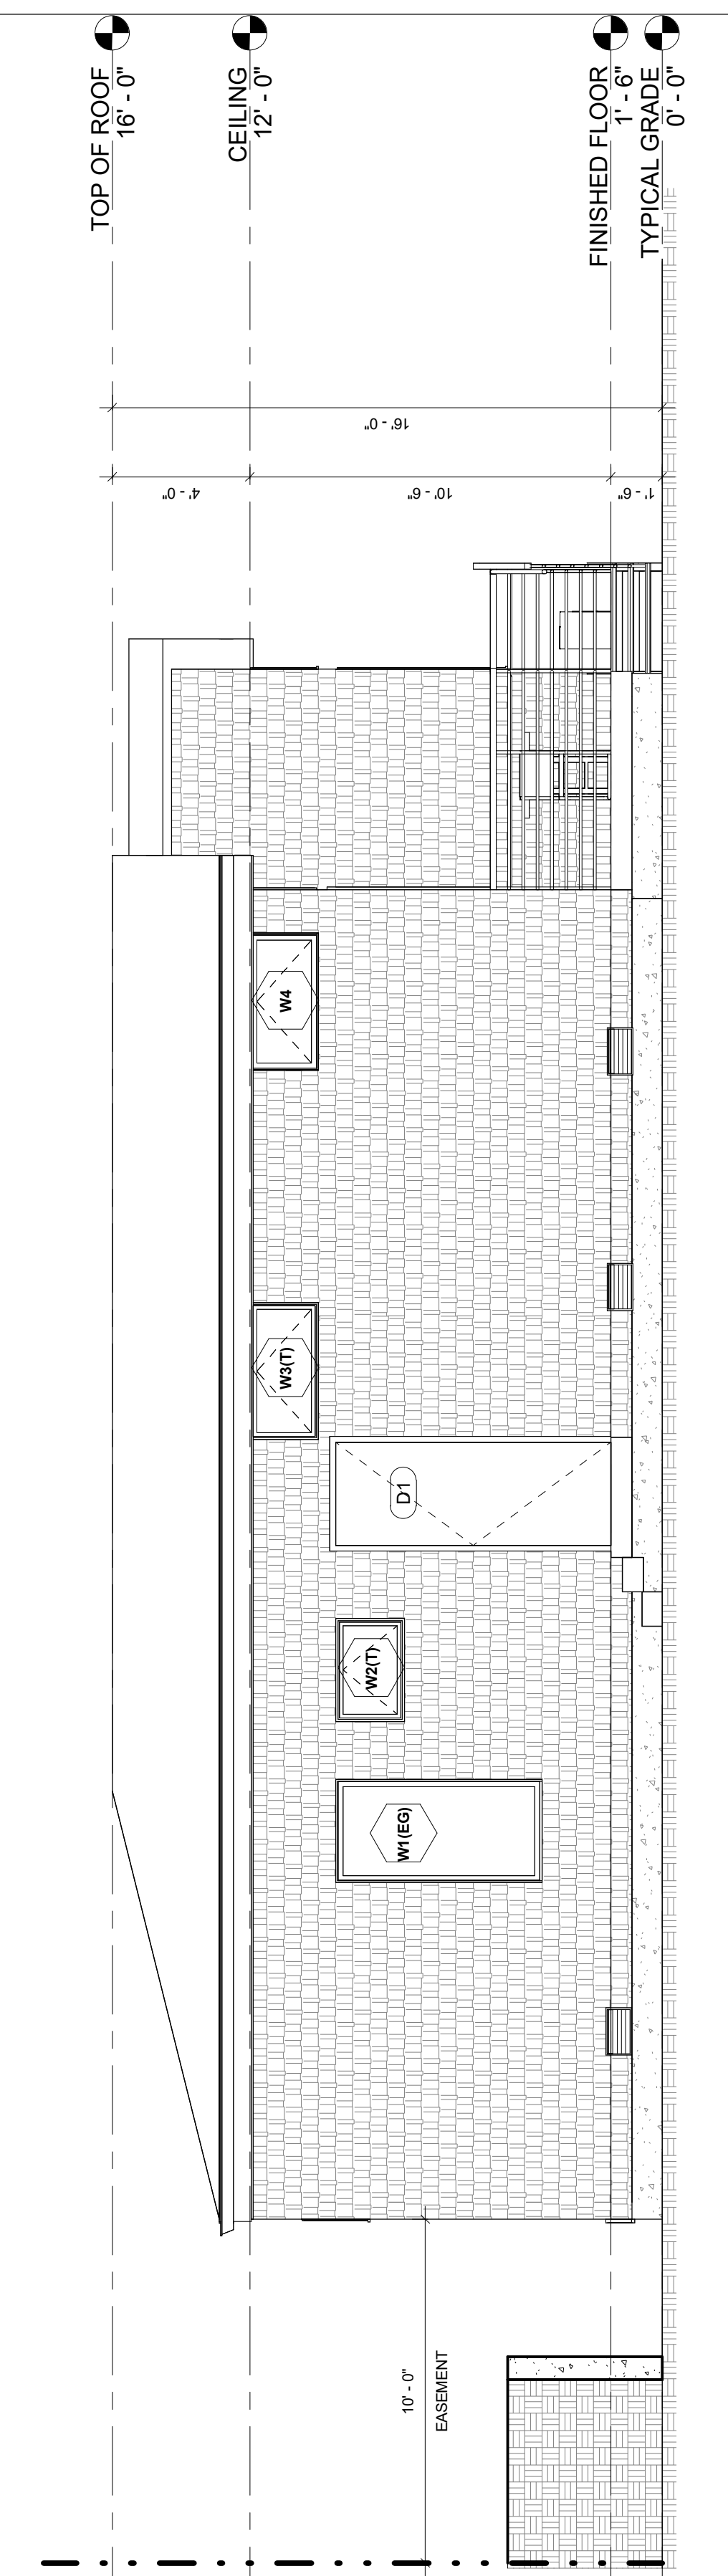 TOP OF ROOF
16' - 0"
CEILING
12' - 0"
FINISHED FLOOR
1' - 6"
TYPICAL GRADE
0' - 0"
16' - 0"
4' - 0"
10' - 6"
1' - 6"
W4
W3(T)
D1
W2(T)
W1(EG)
10' - 0"
EASEMENT